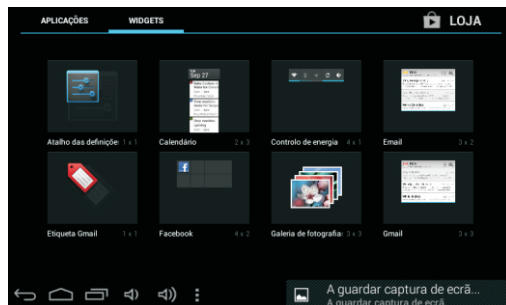 APLICAÇÕES WIDGETS LOJA
Sep 27
Atalho das definiçõe 1 x 1 Calendário 2 x 3 Controlo de energia 4 x 1 Email 3 x 2
Etiqueta Gmail 1 x 1 Facebook 4 x 2 Galeria de fotografia: 3 x 3 Gmail 3 x 3
A guardar captura de ecrã...
A guardar captura de ecrã